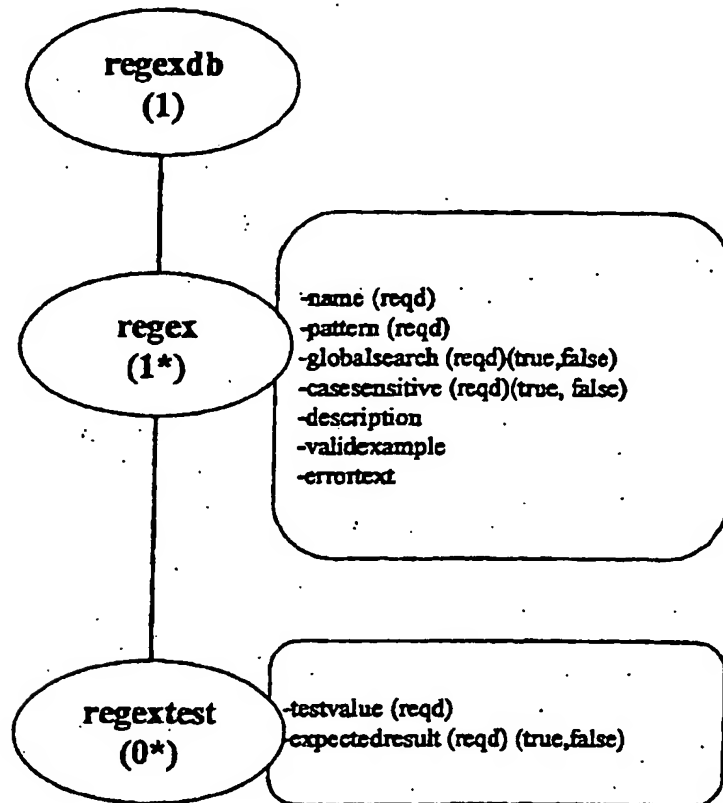 regexdb
(1)
regex
(1*)
-name (reqd)
-pattern (reqd)
-globalsearch (reqd)(true,false)
-casesensitive (reqd)(true, false)
-description
-validexample
-errortext
regextest
(0*)
-testvalue (reqd)
-expectedresult (reqd) (true,false)